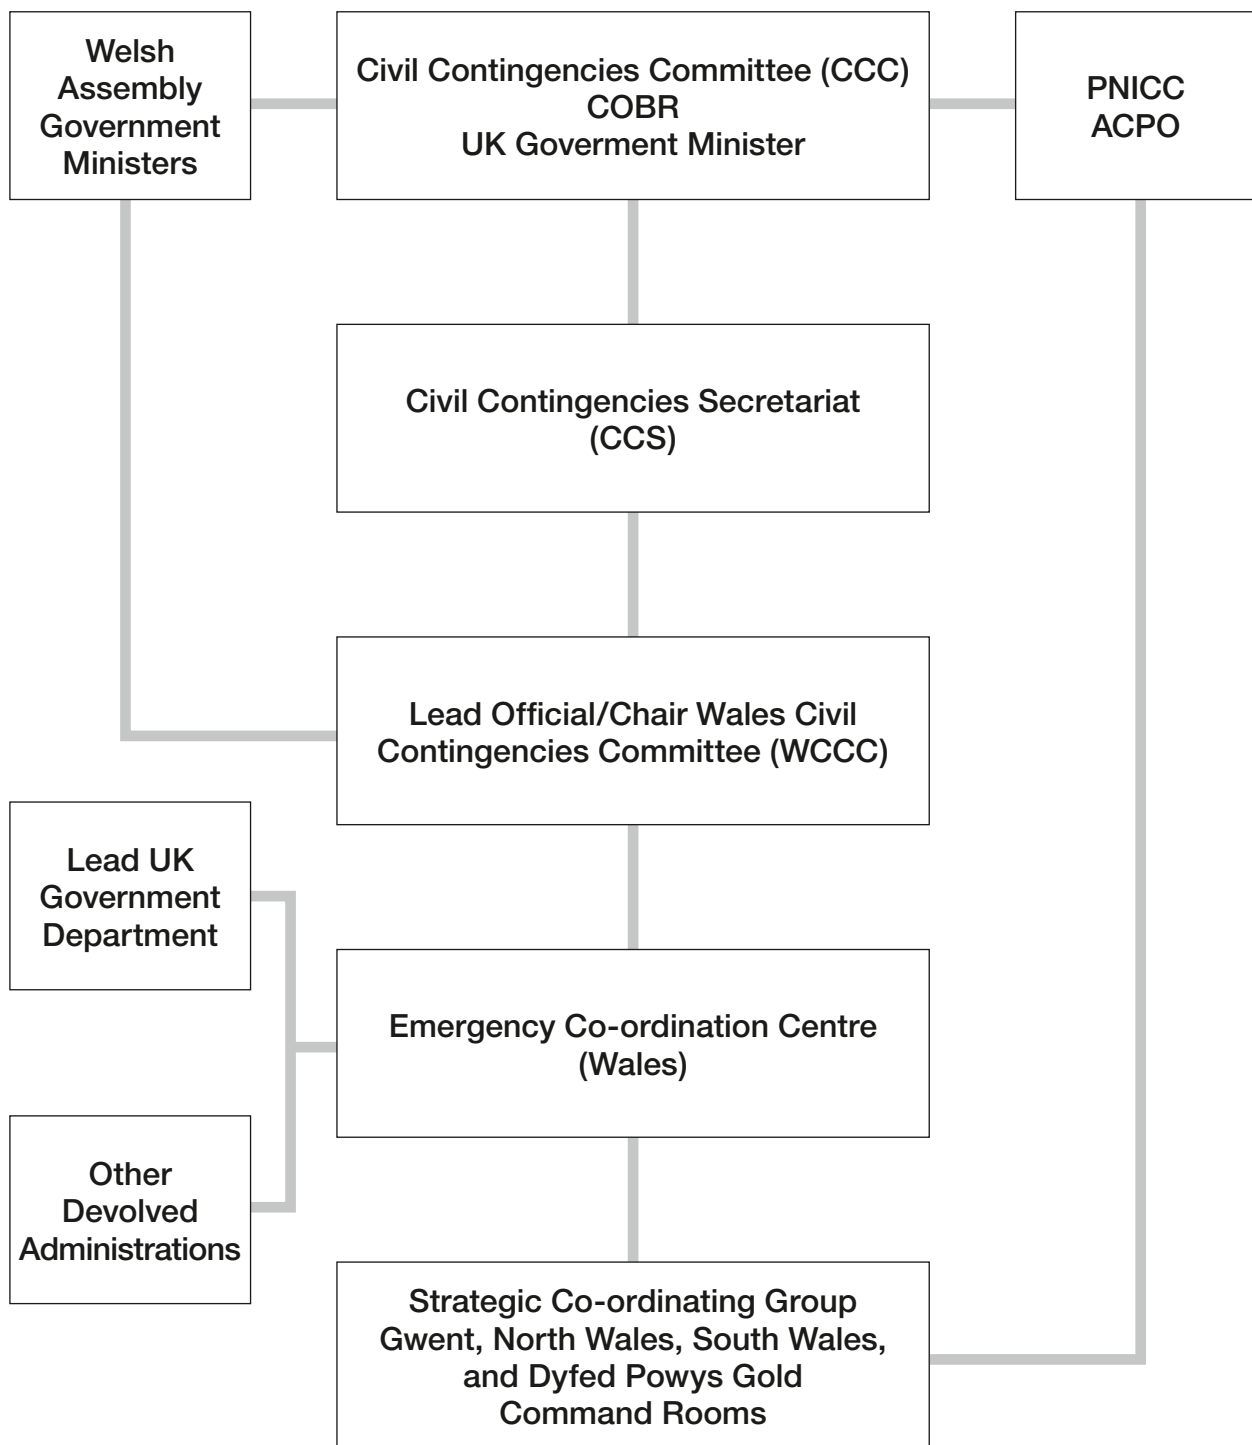 Welsh
Assembly
Government
Ministers
Civil Contingencies Committee (CCC)
COBR
UK Goverment Minister
PNICC
ACPO
Civil Contingencies Secretariat
(CCS)
Lead Official/Chair Wales Civil
Contingencies Committee (WCCC)
Lead UK
Government
Department
Emergency Co-ordination Centre
(Wales)
Other
Devolved
Administrations
Strategic Co-ordinating Group
Gwent, North Wales, South Wales,
and Dyfed Powys Gold
Command Rooms